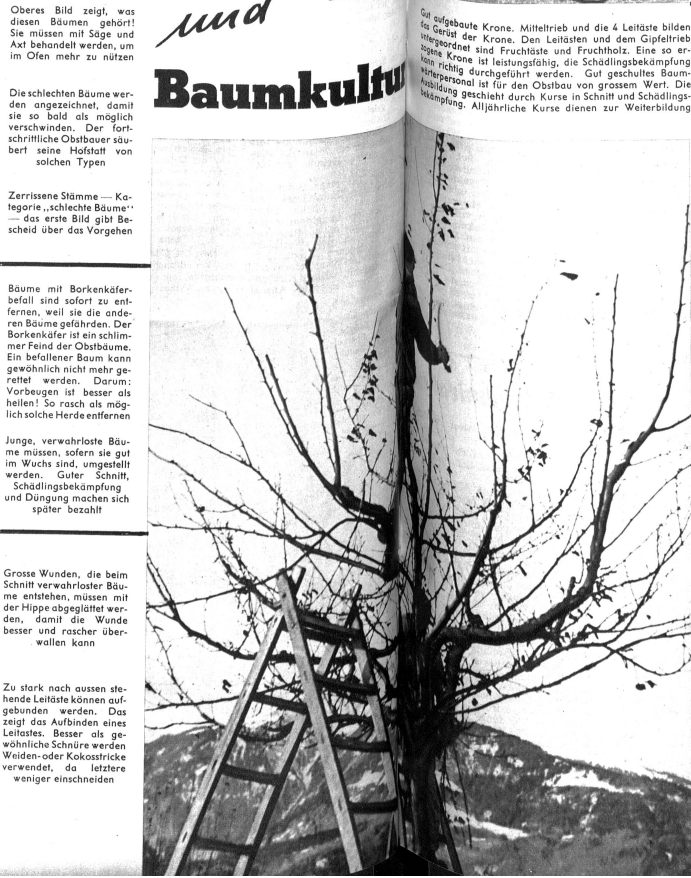 Oberes Bild zeigt, was
diesen Bäumen gehört!
Sie müssen mit Säge und
Axt behandelt werden, um
im Ofen mehr zu nützen
Die schlechten Bäume wer-
den angezeichnet, damit
sie so bald als möglich
verschwinden. Der fort-
schrittliche Obstbauer säu-
bert seine Hofstatt von
solchen Typen
Zerrissene Stämme — Ka-
tegorie „schlechte Bäume“
— das erste Bild gibt Be-
scheid über das Vorgehen
Bäume mit Borkenkäfer-
befall sind sofort zu ent-
fernen, weil sie die ande-
ren Bäume gefährden. Der
Borkenkäfer ist ein schlim-
mer Feind der Obstbäume.
Ein befallener Baum kann
gewöhnlich nicht mehr ge-
rettet werden. Darum:
Vorbeugen ist besser als
heilen! So rasch als mög-
lich solche Herde entfernen
Junge, verwahrloste Bäu-
me müssen, sofern sie gut
im Wuchs sind, umgestellt
werden. Guter Schnitt,
Schädlingsbekämpfung
und Düngung machen sich
später bezahlt
Grosse Wunden, die beim
Schnitt verwahrloster Bäu-
me entstehen, müssen mit
der Hippe abgeglättet wer-
den, damit die Wunde
besser und rascher über-
wallen kann
Zu stark nach aussen ste-
hende Leitäste können auf-
gebunden werden. Das
zeigt das Aufbinden eines
Leitastes. Besser als ge-
wöhnliche Schnüre werden
Weiden- oder Kokosstricke
verwendet, da letztere
weniger einschneiden
und
Baumkultur
Gut aufgebaute Krone. Mitteltrieb und die 4 Leitäste bilden
das Gerüst der Krone. Den Leitästen und dem Gipfeltrieb
untergeordnet sind Fruchtäste und Fruchtholz. Eine so er-
zogene Krone ist leistungsfähig, die Schädlingsbekämpfung
kann richtig durchgeführt werden. Gut geschultes Baum-
wärterpersonal ist für den Obstbau von grossem Wert. Die
Ausbildung geschieht durch Kurse in Schnitt und Schädlings-
bekämpfung. Alljährliche Kurse dienen zur Weiterbildung